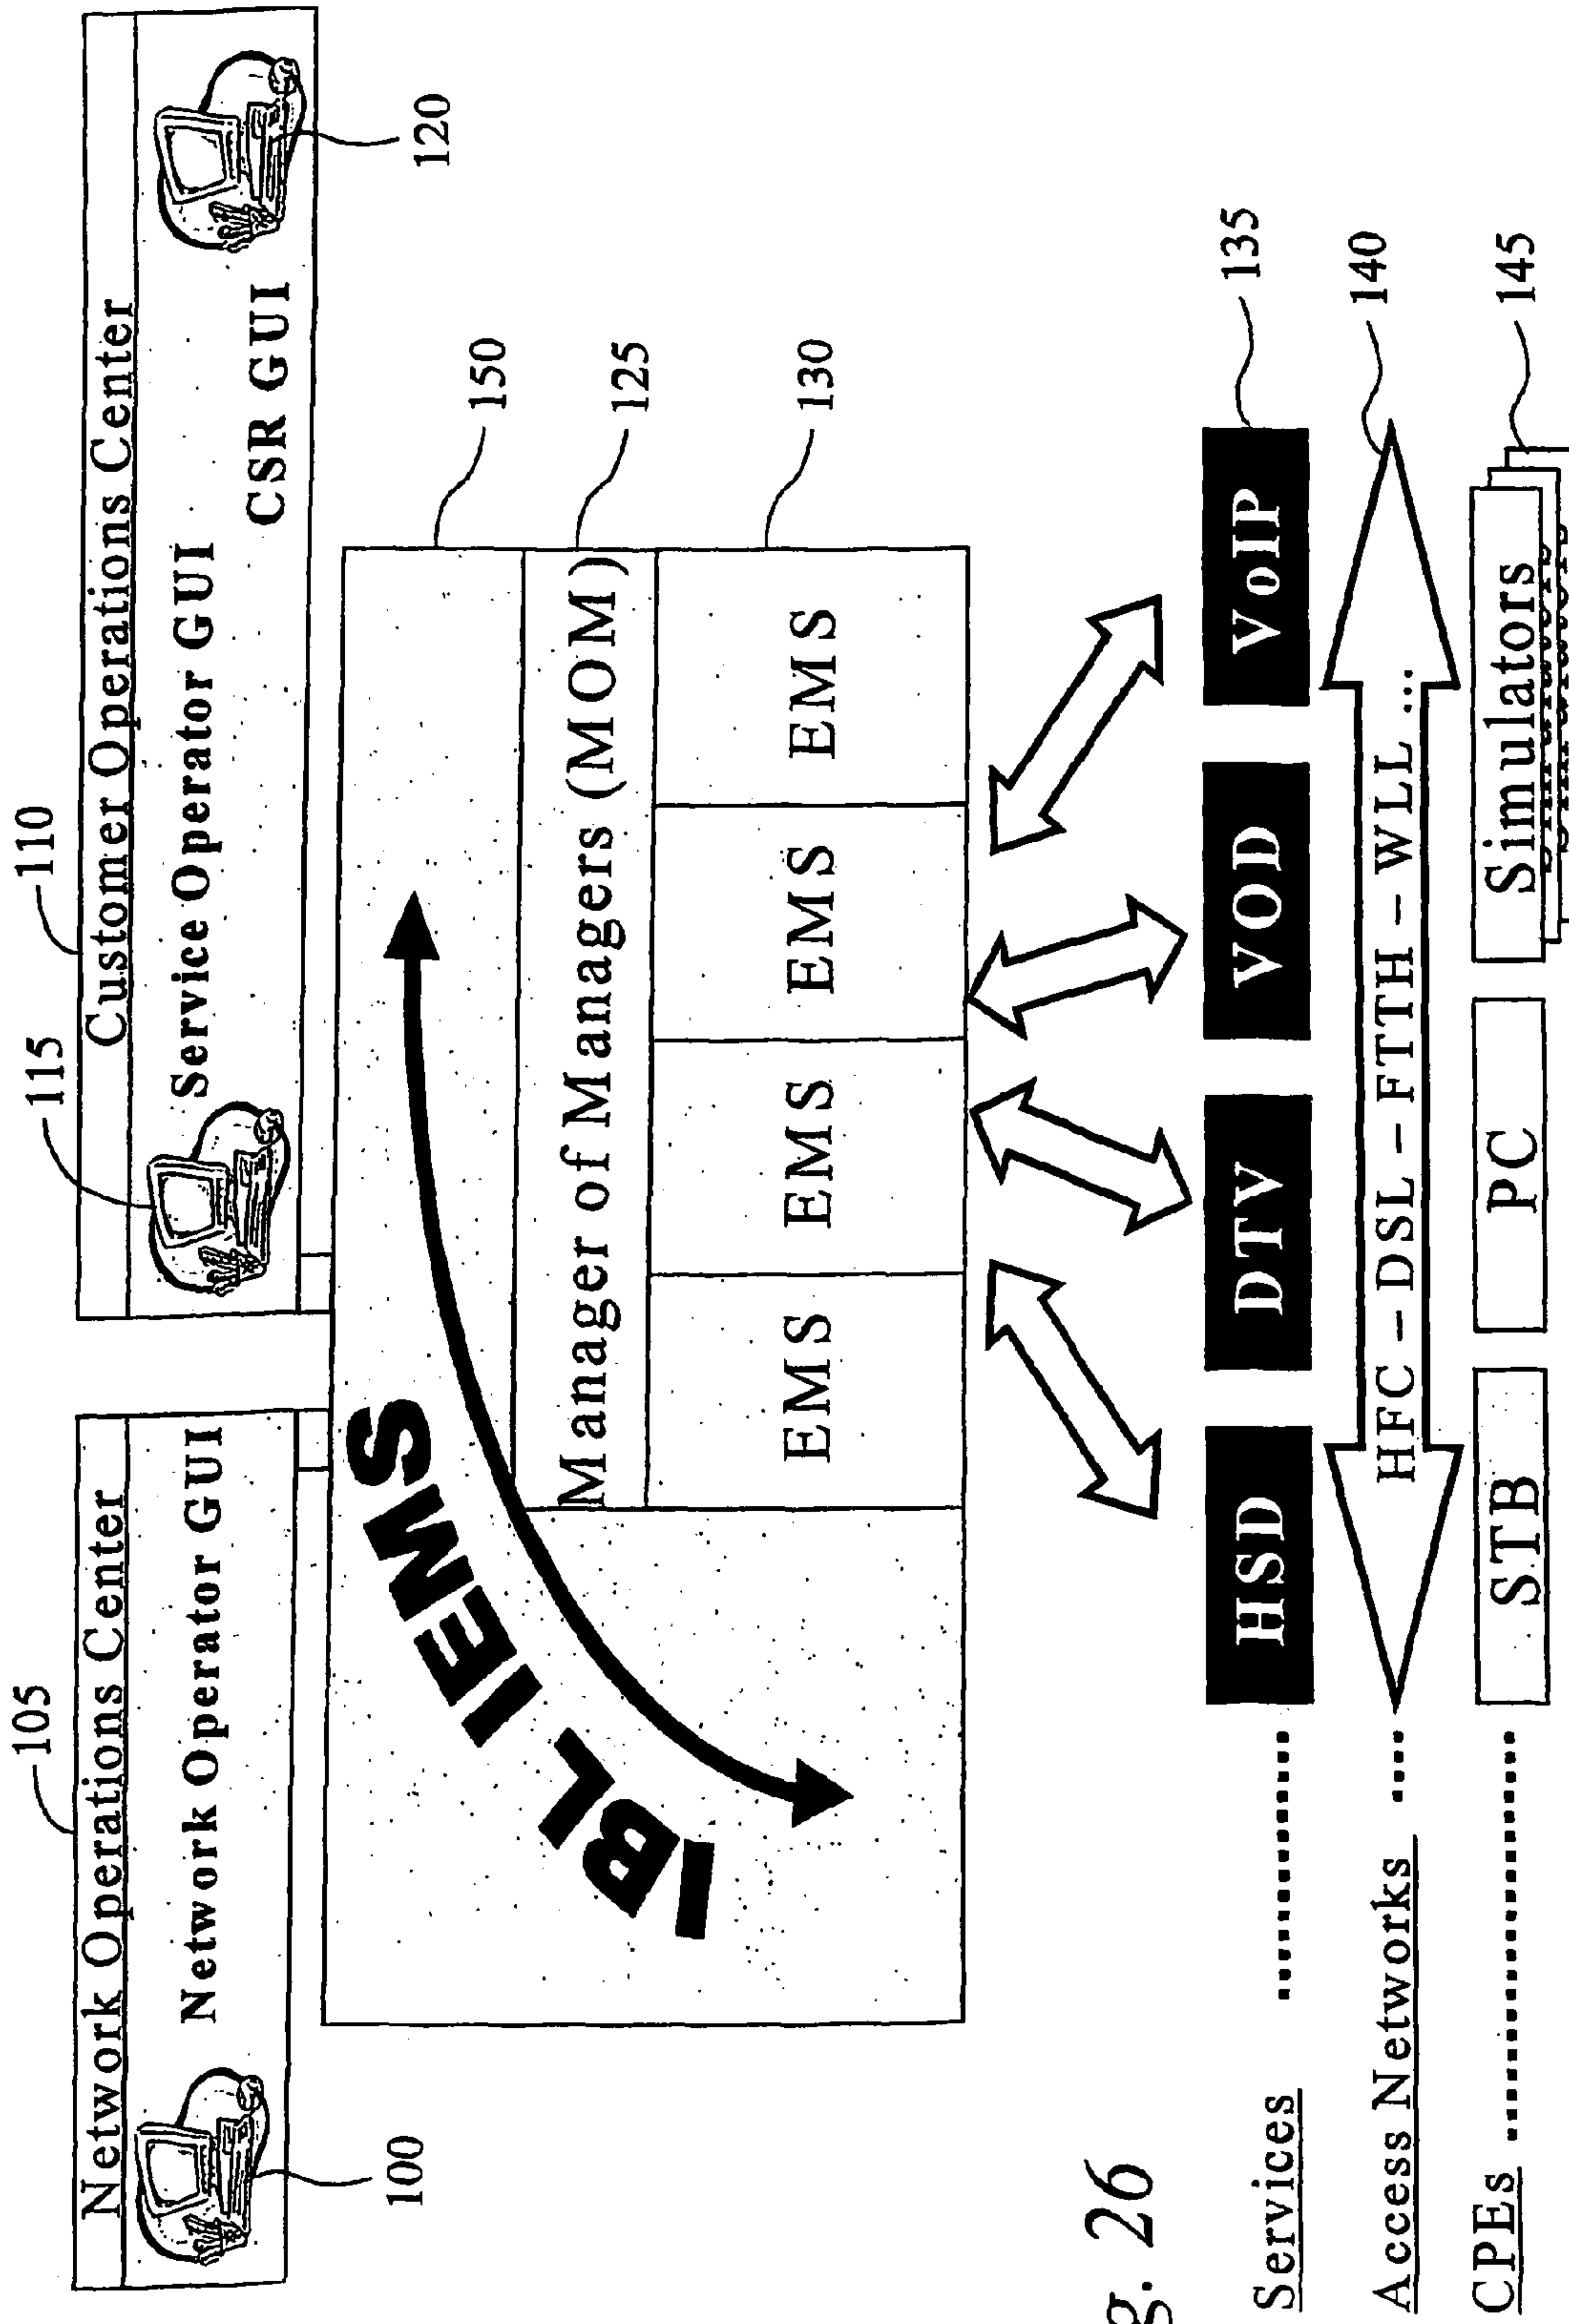 105
110
115
Network Operations Center
Customer Operations Center
Network Operator GUI
Service Operator GUI
CSR GUI
100
120
BL IEMS
150
Manager of Managers (MOM)
125
EMS EMS EMS EMS
130
g. 26
Services
HSD DTV VOD VoIP
135
Access Networks
HFC – DSL – FTTH – WLL ...
140
CPEs
STB PC Simulators
145